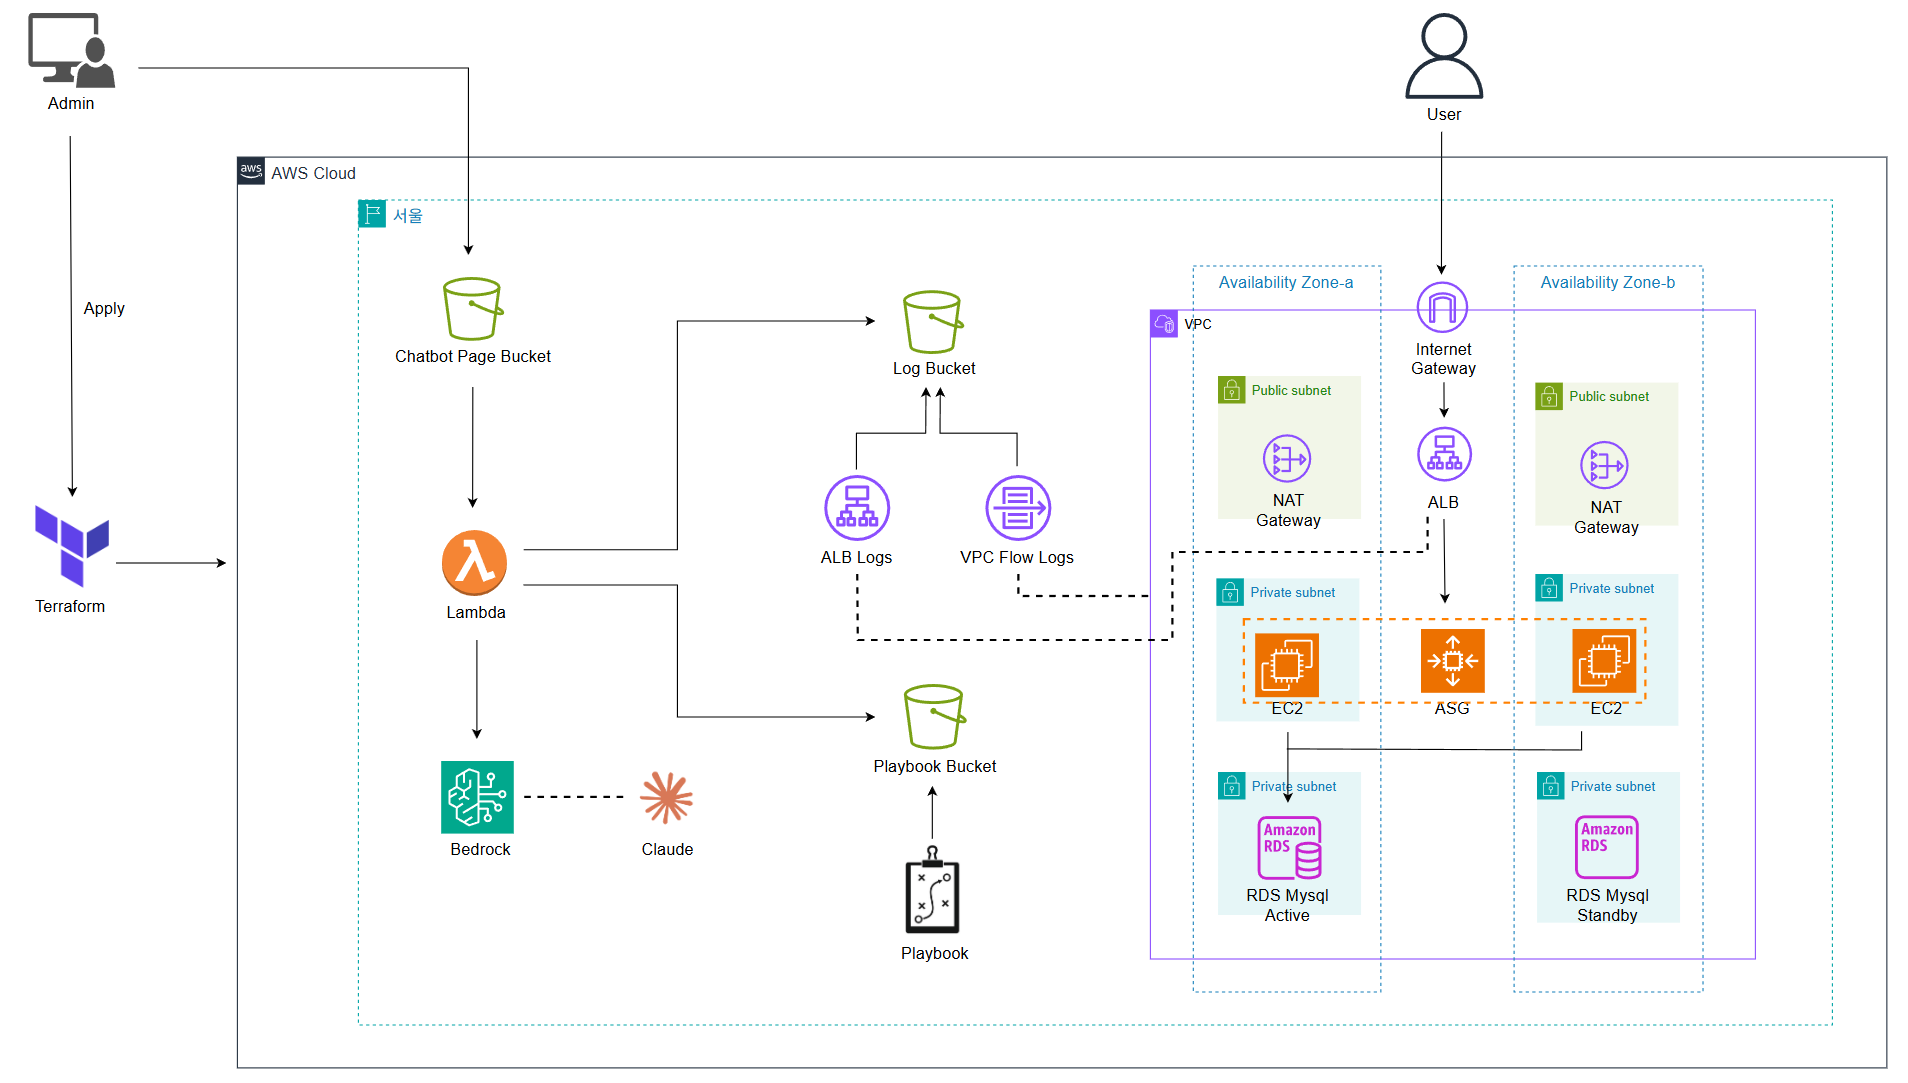 Admin
User
aws
AWS Cloud
서울
Apply
Chatbot Page Bucket
Log Bucket
Availability Zone-a
Availability Zone-b
VPC
Internet
Gateway
Public subnet
Public subnet
NAT
Gateway
ALB
NAT
Gateway
ALB Logs
VPC Flow Logs
Terraform
Lambda
Private subnet
Private subnet
EC2
ASG
EC2
Playbook Bucket
Private subnet
Private subnet
Amazon
RDS
Amazon
RDS
Bedrock
Claude
RDS Mysql
Active
RDS Mysql
Standby
Playbook